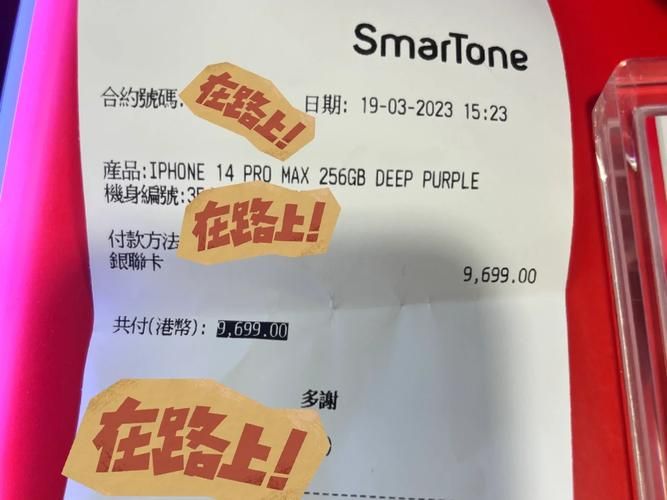 SmarTone
合約號碼:
在路上!
日期: 19-03-2023 15:23
産品:IPHONE 14 PRO MAX 256GB DEEP PURPLE
機身編號:35
在路上!
付款方法
銀聯卡
9,699.00
共付(港幣): 9,699.00
多謝
在路上!
)